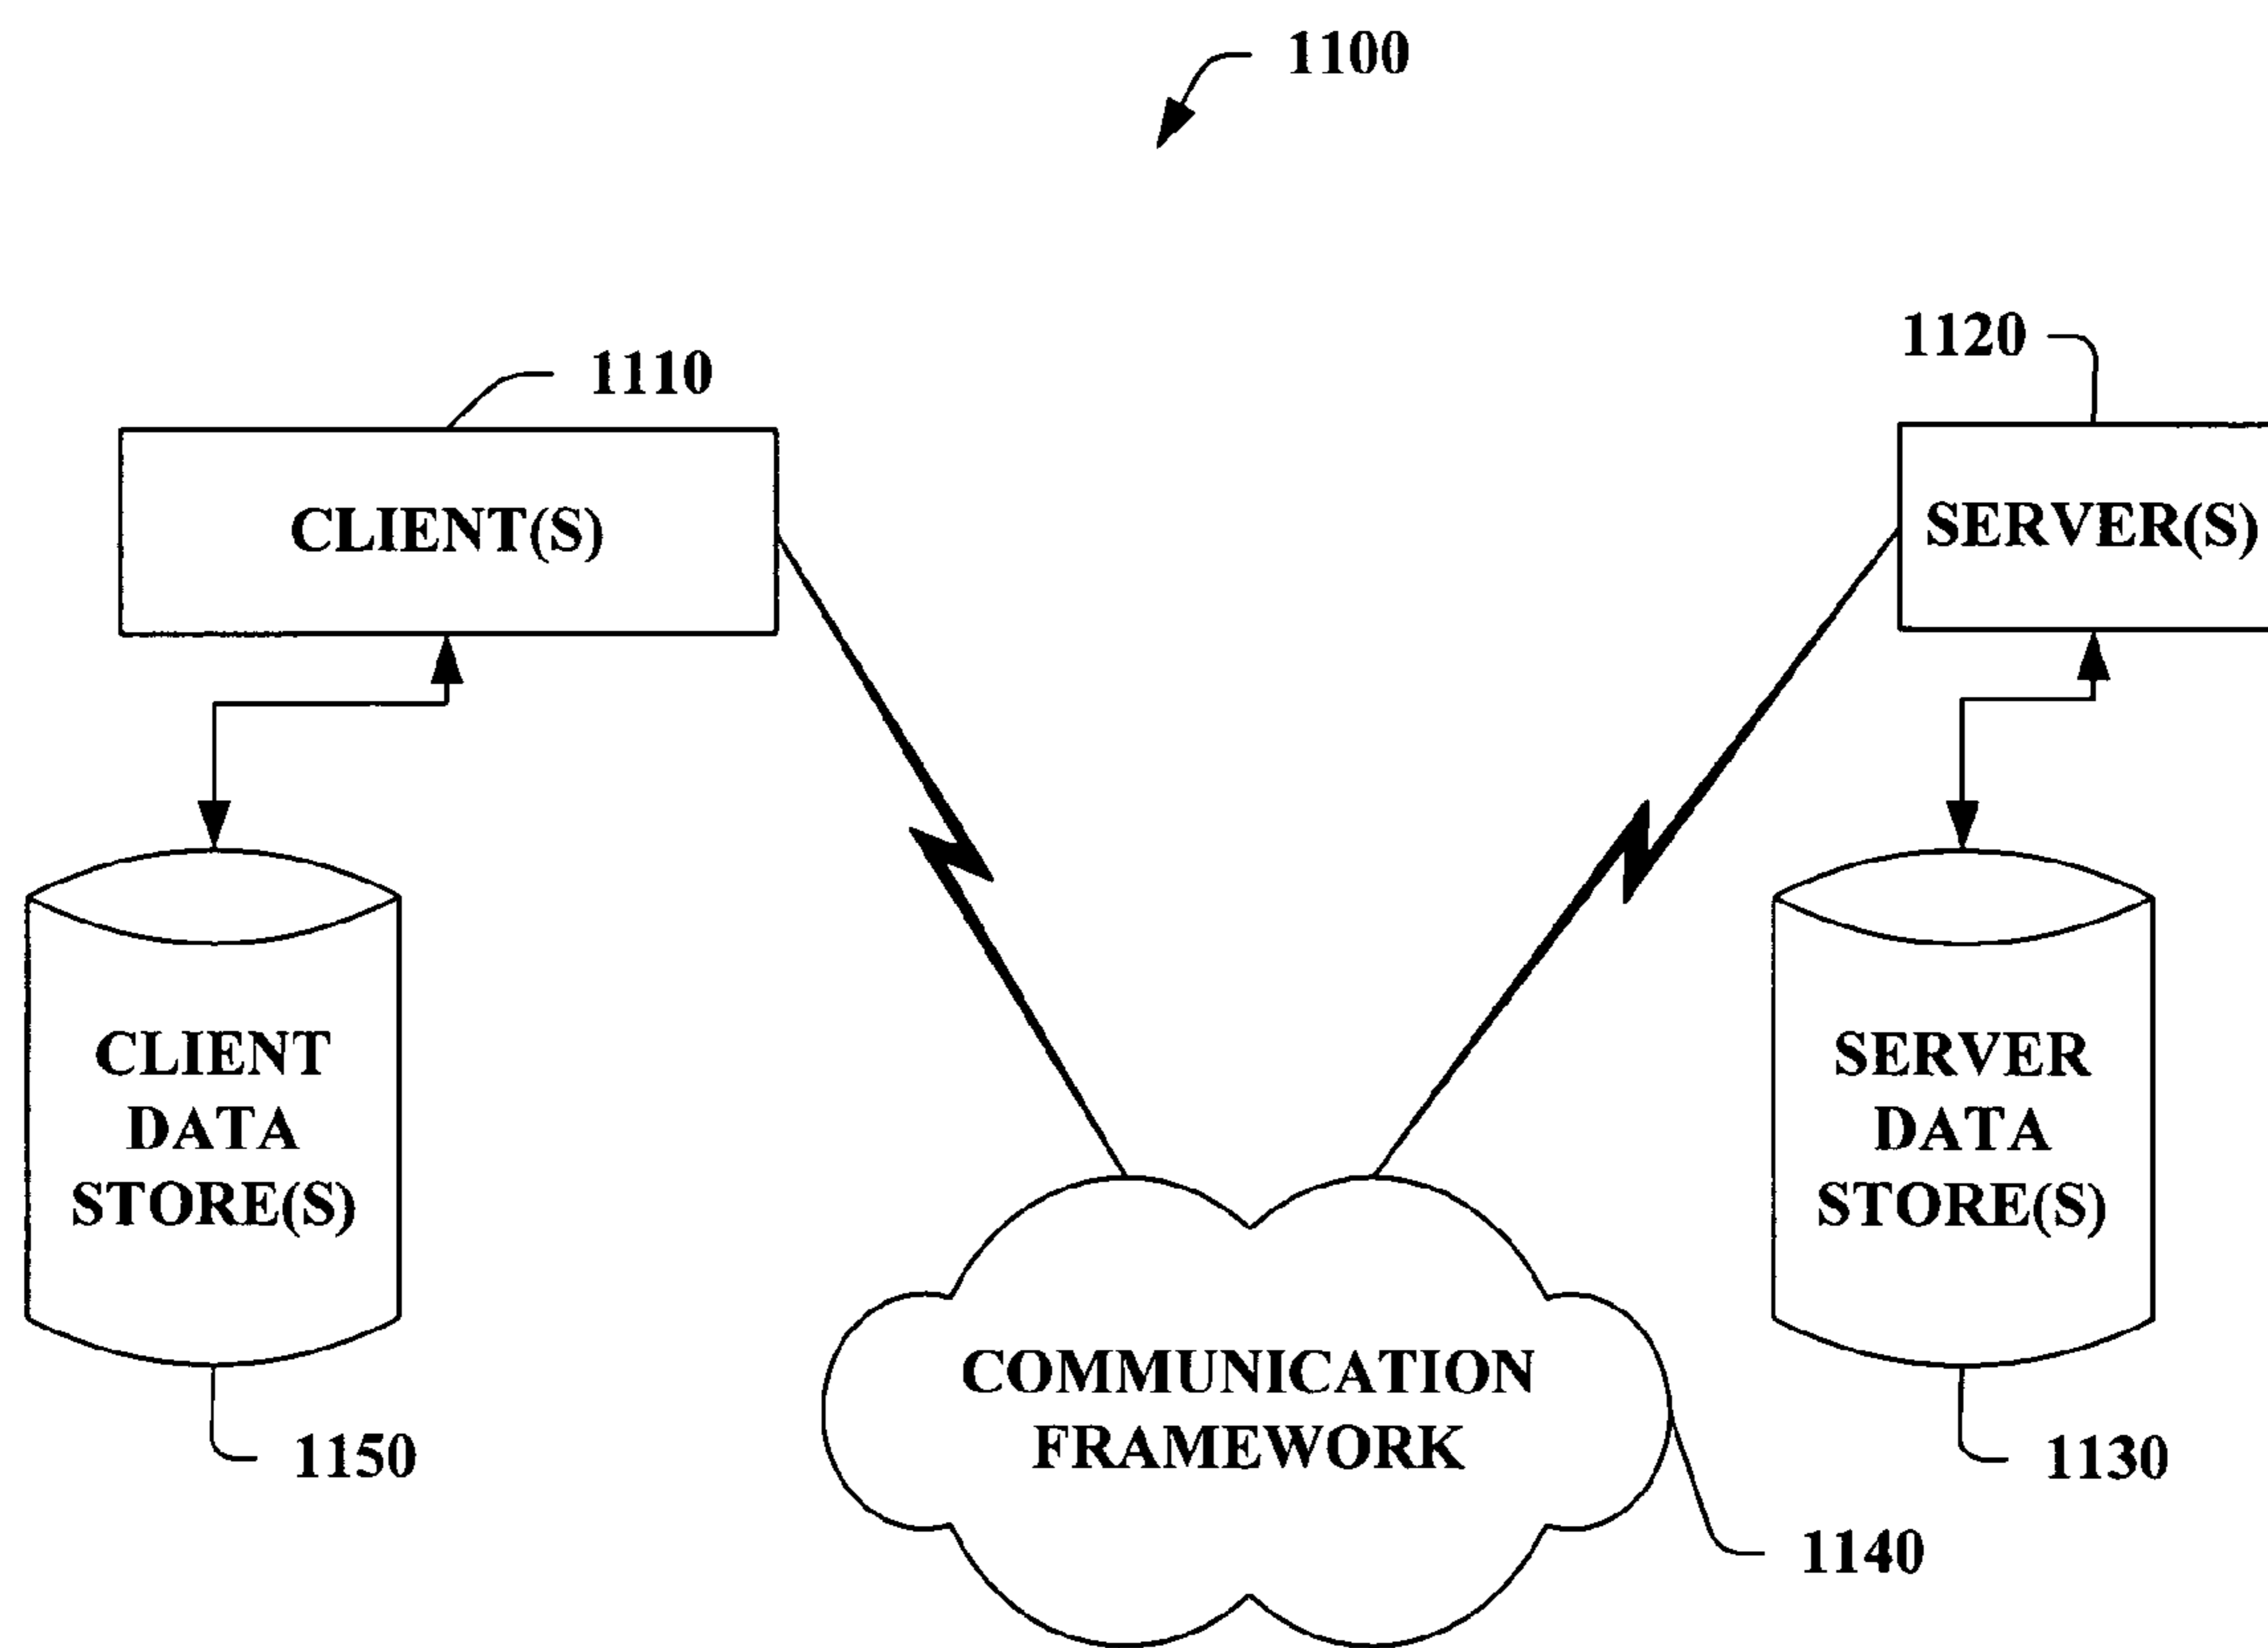 1100
1110
1120
CLIENT(S)
SERVER(S)
CLIENT
DATA
STORE(S)
SERVER
DATA
STORE(S)
COMMUNICATION
FRAMEWORK
1150
1130
1140